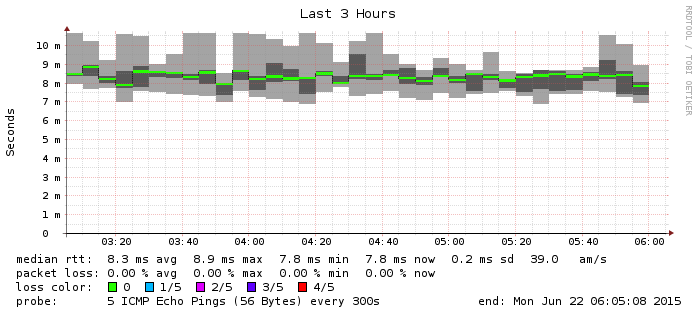 Last 3 Hours
RRDTOOL / TOBI OETIKER
Seconds
10 m
9 m
8 m
7 m
6 m
5 m
4 m
3 m
2 m
1 m
0
03:20 03:40 04:00 04:20 04:40 05:00 05:20 05:40 06:00
median rtt: 8.3 ms avg 8.9 ms max 7.8 ms min 7.8 ms now 0.2 ms sd 39.0 am/s
packet loss: 0.00 % avg 0.00 % max 0.00 % min 0.00 % now
loss color: 0 1/5 2/5 3/5 4/5
probe: 5 ICMP Echo Pings (56 Bytes) every 300s end: Mon Jun 22 06:05:08 2015